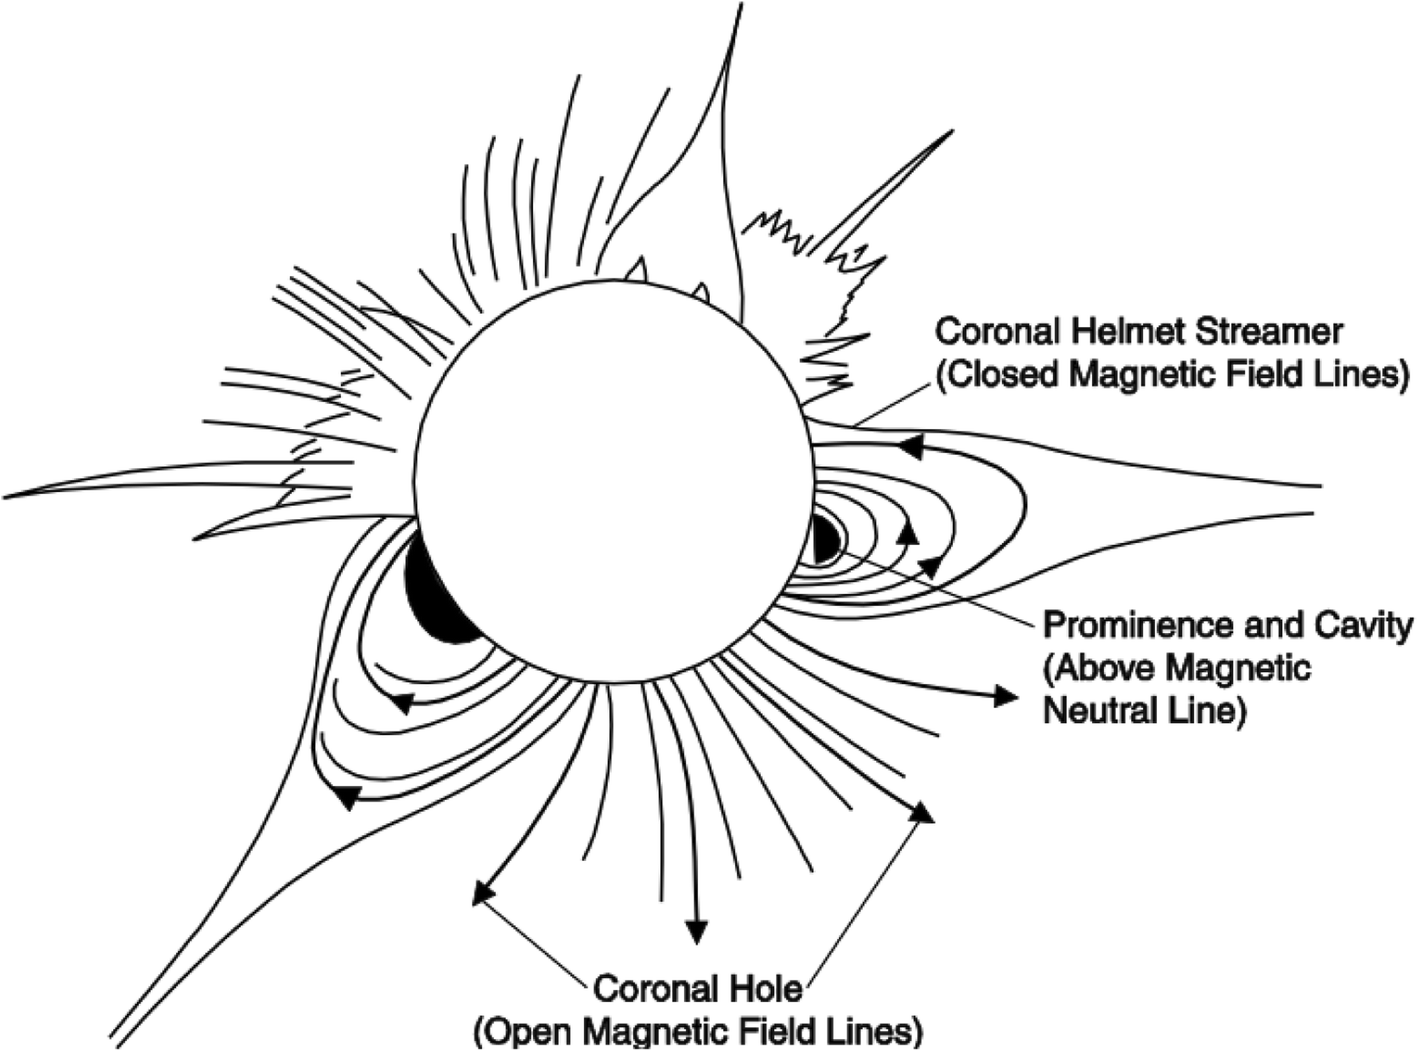 Coronal Helmet Streamer
(Closed Magnetic Field Lines)
Prominence and Cavity
(Above Magnetic
Neutral Line)
Coronal Hole
(Open Magnetic Field Lines)